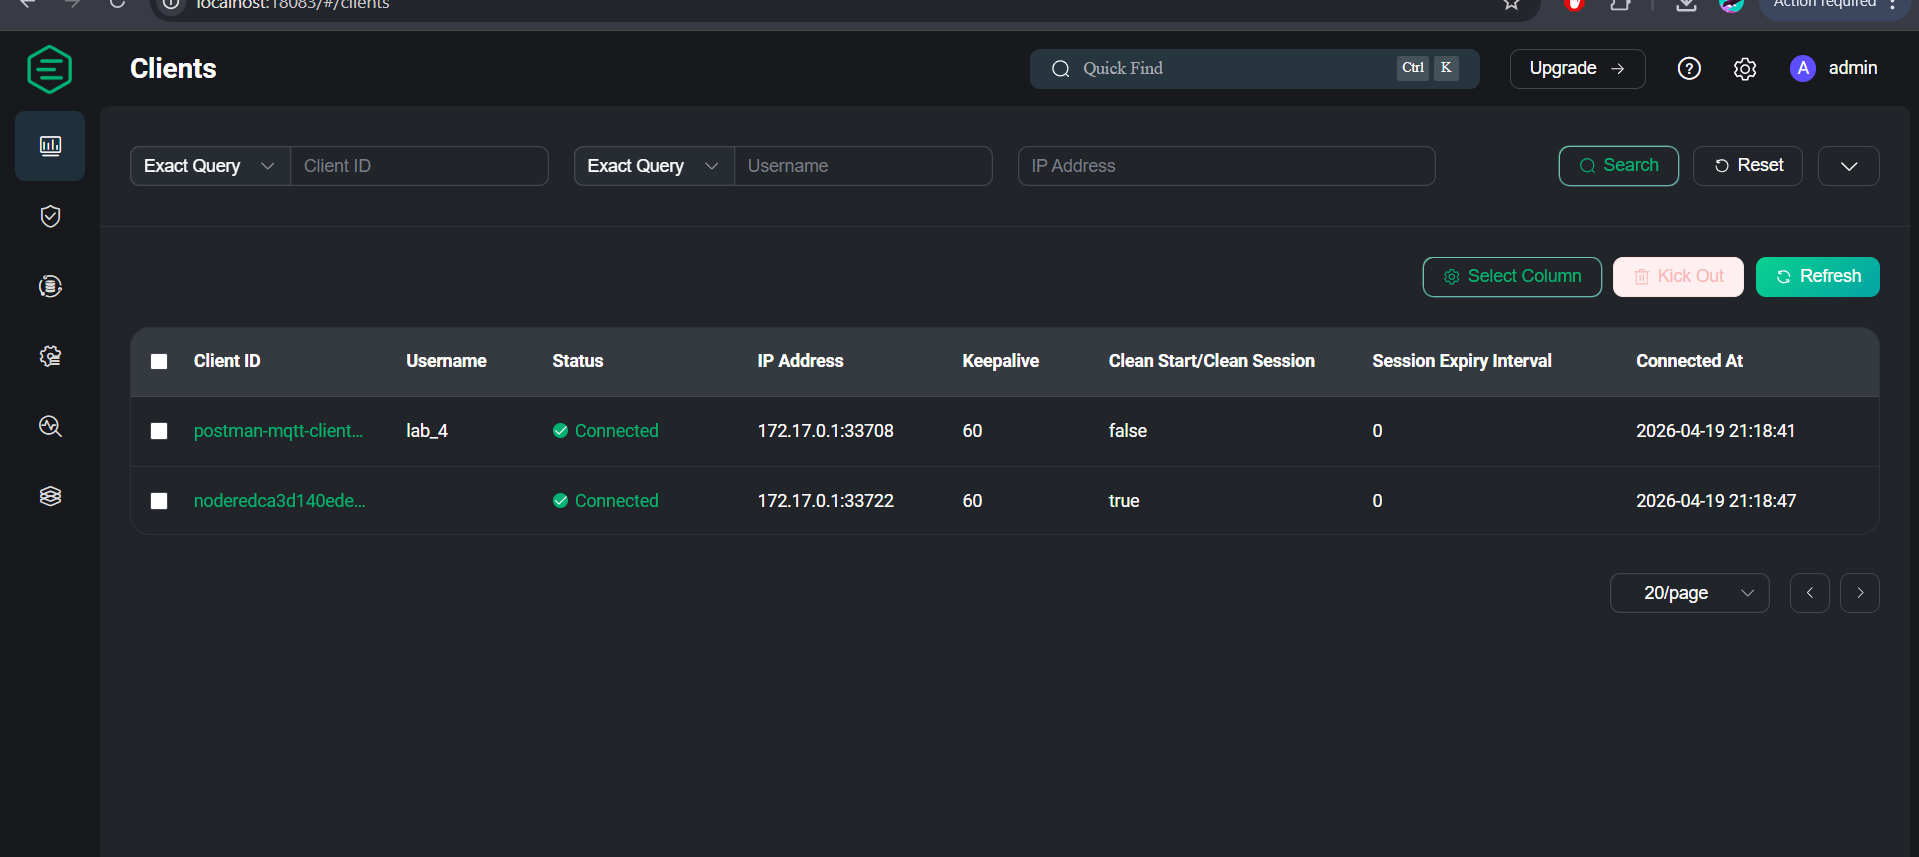 localhost:18083/#/clients
Action required
Clients
Quick Find
Ctrl K
Upgrade
A admin
Exact Query Client ID Exact Query Username IP Address Search Reset
Select Column Kick Out Refresh
Client ID Username Status IP Address Keepalive Clean Start/Clean Session Session Expiry Interval Connected At
postman-mqtt-client... lab_4 Connected 172.17.0.1:33708 60 false 0 2026-04-19 21:18:41
noderedca3d140ede... Connected 172.17.0.1:33722 60 true 0 2026-04-19 21:18:47
20/page